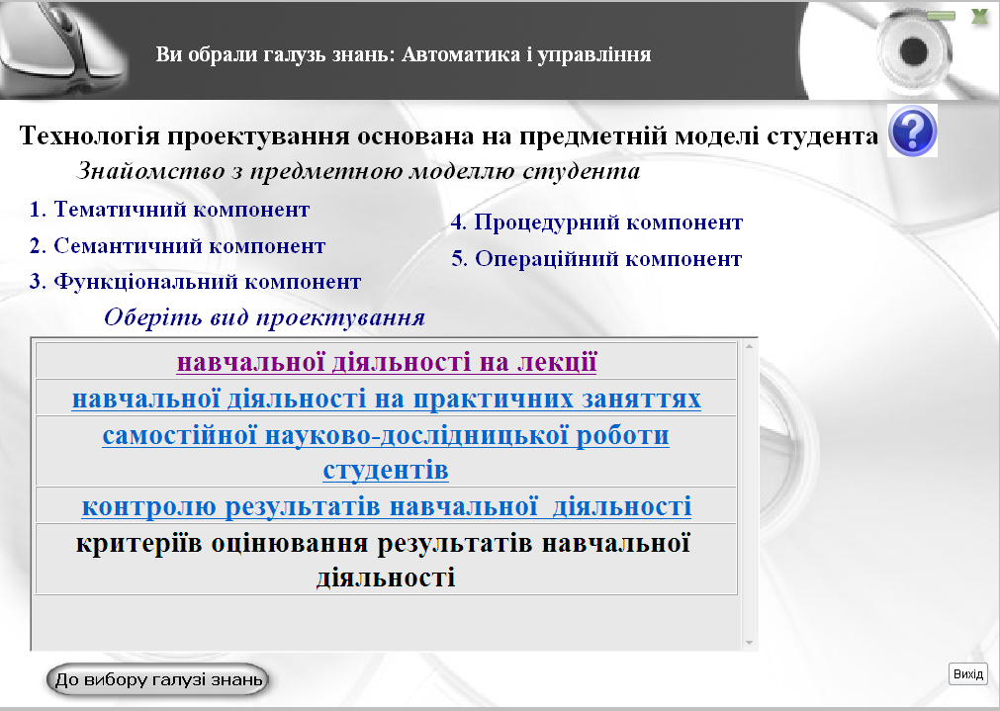 Ви обрали галузь знань: Автоматика і управління
Технологія проектування основана на предметній моделі студента
Знайомство з предметною моделлю студента
1. Тематичний компонент
2. Семантичний компонент
3. Функціональний компонент
4. Процедурний компонент
5. Операційний компонент
Оберіть вид проектування
навчальної діяльності на лекції
навчальної діяльності на практичних заняттях
самостійної науково-дослідницької роботи
студентів
контролю результатів навчальної  діяльності
критеріїв оцінювання результатів навчальної
діяльності
До вибору галузі знань
Вихід